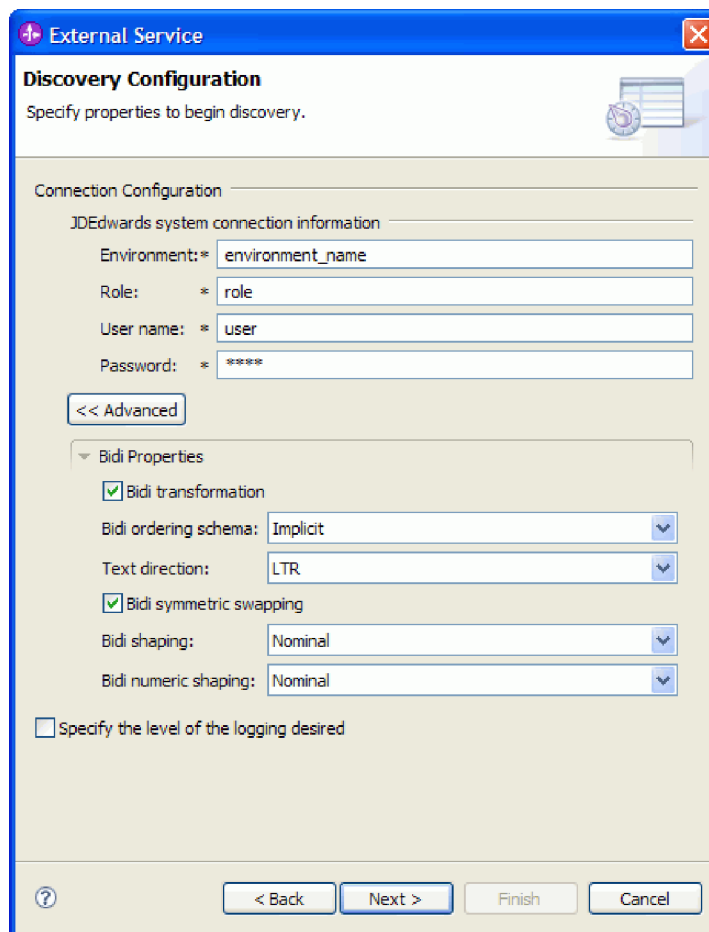 External Service
Discovery Configuration
Specify properties to begin discovery.
Connection Configuration
JDEdwards system connection information
Environment:* environment_name
Role: * role
User name: * user
Password: * ****
<< Advanced
Bidi Properties
Bidi transformation
Bidi ordering schema: Implicit
Text direction: LTR
Bidi symmetric swapping
Bidi shaping: Nominal
Bidi numeric shaping: Nominal
Specify the level of the logging desired
? < Back Next > Finish Cancel